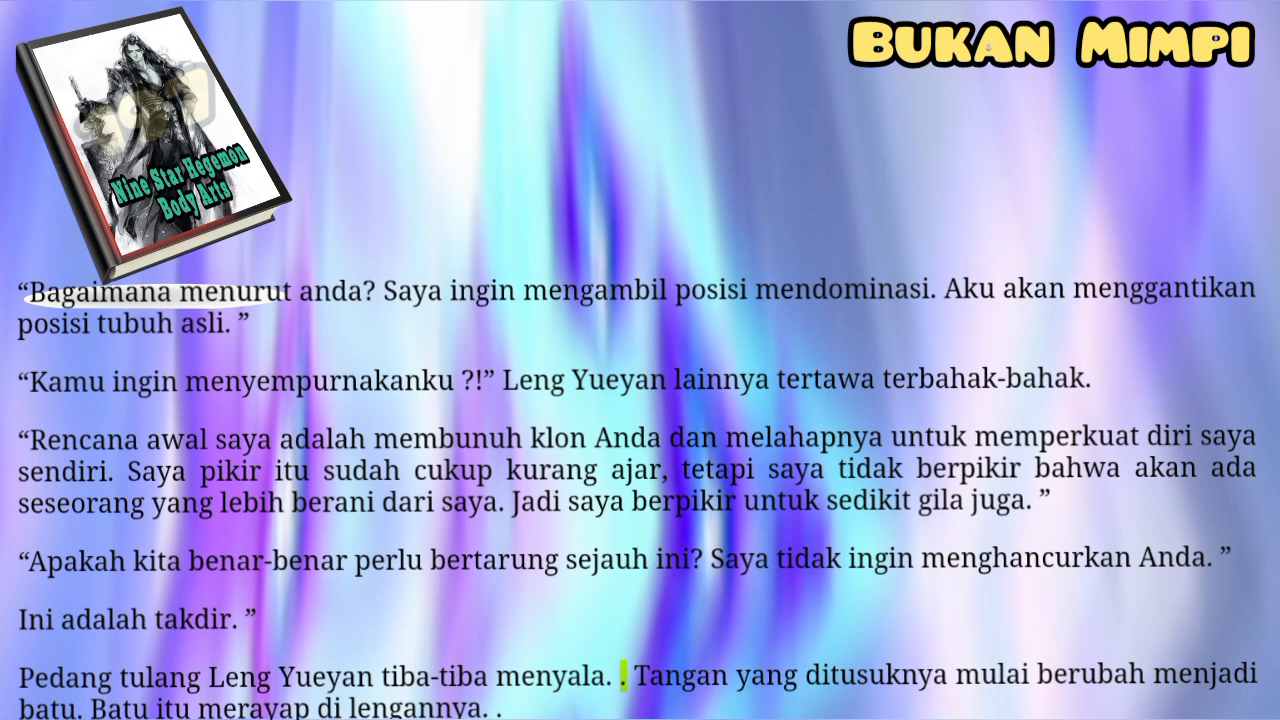 Bukan Mimpi
Nine Star Hegemon
Body Arts
“Bagaimana menurut anda? Saya ingin mengambil posisi mendominasi. Aku akan menggantikan
posisi tubuh asli. ”
“Kamu ingin menyempurnakanku ?!” Leng Yueyan lainnya tertawa terbahak-bahak.
“Rencana awal saya adalah membunuh klon Anda dan melahapnya untuk memperkuat diri saya
sendiri. Saya pikir itu sudah cukup kurang ajar, tetapi saya tidak berpikir bahwa akan ada
seseorang yang lebih berani dari saya. Jadi saya berpikir untuk sedikit gila juga. ”
“Apakah kita benar-benar perlu bertarung sejauh ini? Saya tidak ingin menghancurkan Anda. ”
Ini adalah takdir. ”
Pedang tulang Leng Yueyan tiba-tiba menyala. . Tangan yang ditusuknya mulai berubah menjadi
batu. Batu itu merayap di lengannya. .